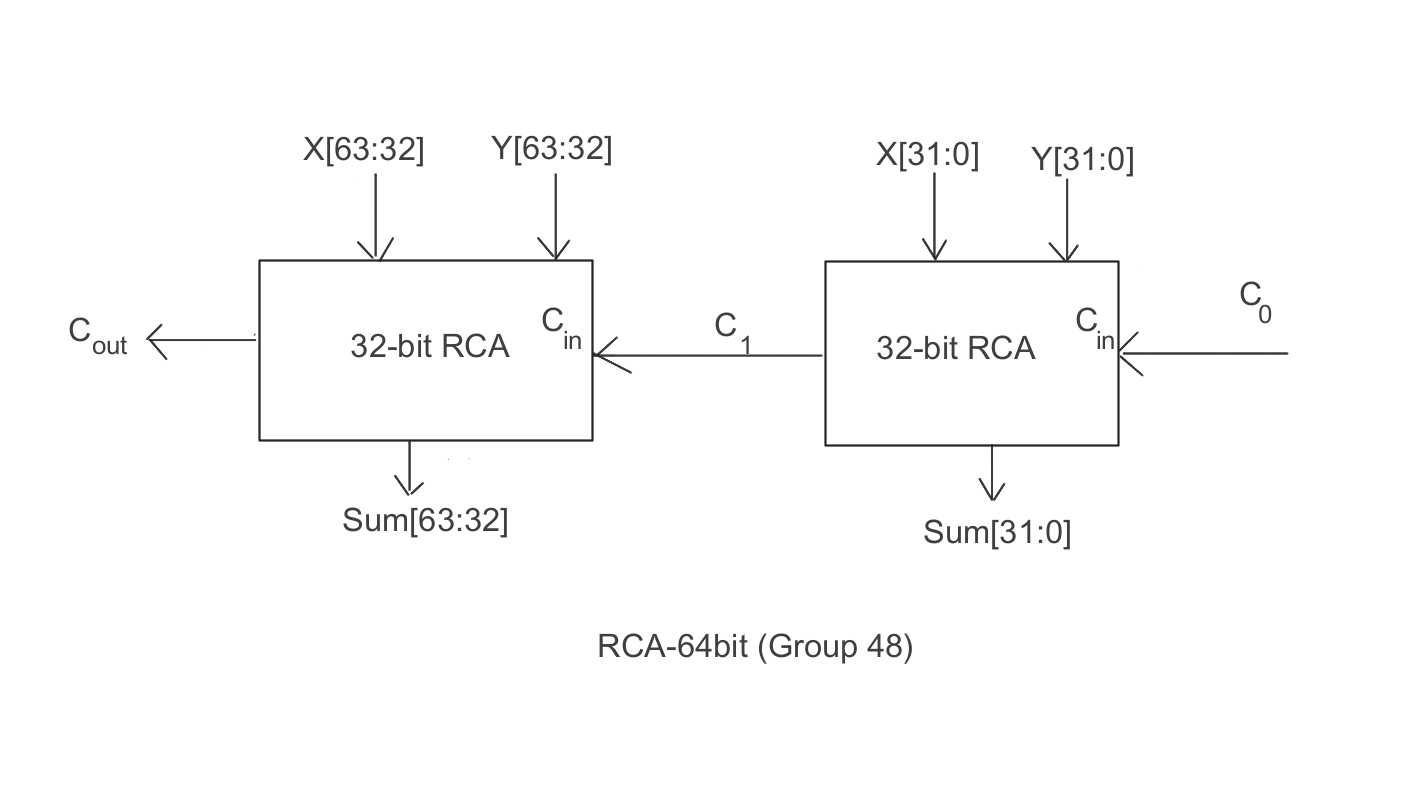 X[63:32] Y[63:32] X[31:0] Y[31:0]
C0
Cout 32-bit RCA Cin C1 32-bit RCA Cin
Sum[63:32] Sum[31:0]
RCA-64bit (Group 48)